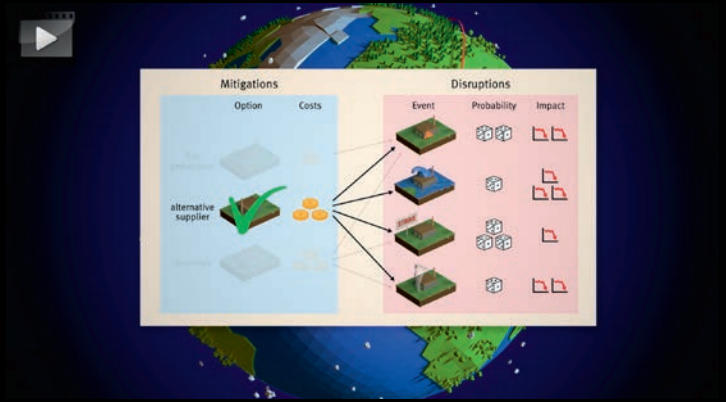 Mitigations
Disruptions
Option
Costs
Event
Probability
Impact
alternative
supplier
STRIKE